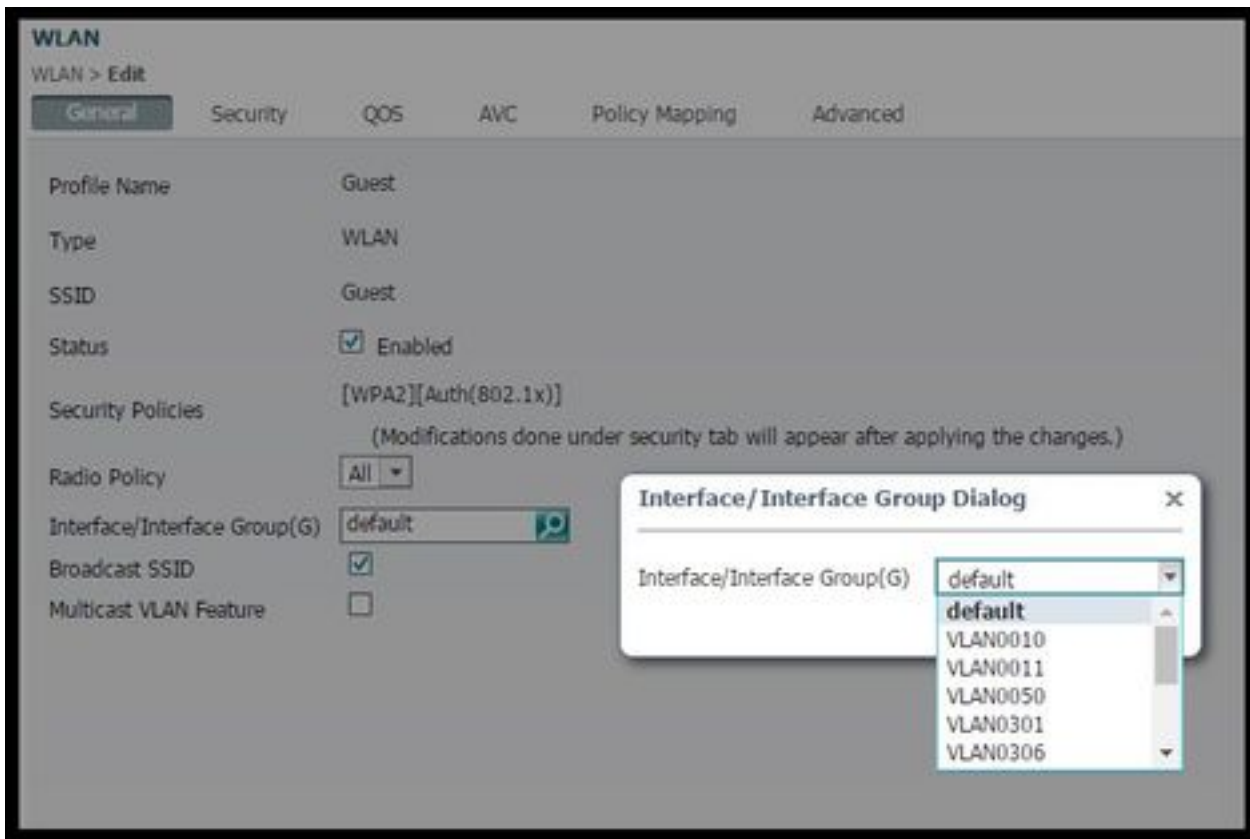 WLAN
WLAN > Edit
General Security QOS AVC Policy Mapping Advanced
Profile Name Guest
Type WLAN
SSID Guest
Status Enabled
Security Policies [WPA2][Auth(802.1x)]
(Modifications done under security tab will appear after applying the changes.)
Radio Policy All
Interface/Interface Group(G) default
Broadcast SSID
Multicast VLAN Feature
Interface/Interface Group Dialog
Interface/Interface Group(G) default
default
VLAN0010
VLAN0011
VLAN0050
VLAN0301
VLAN0306